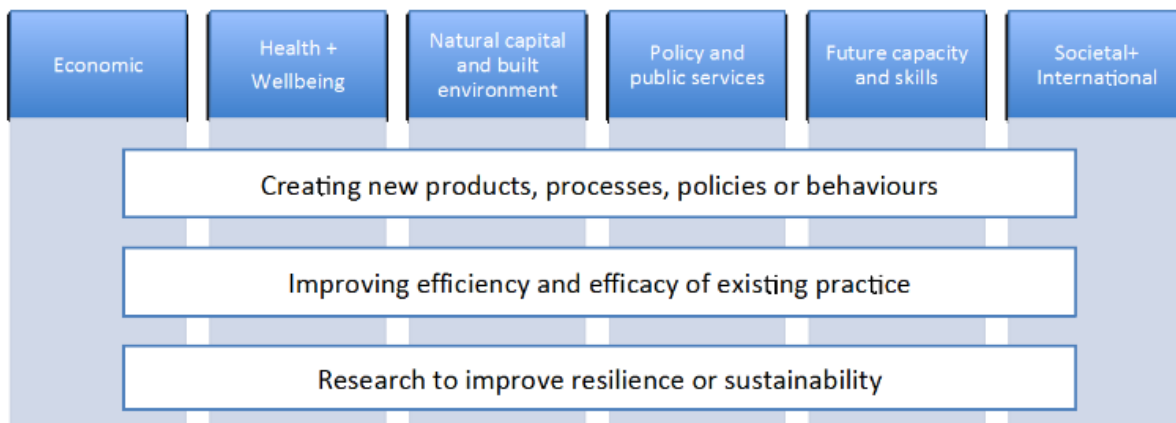 Economic
Health +
Wellbeing
Natural capital
and built
environment
Policy and
public services
Future capacity
and skills
Societal+
International
Creating new products, processes, policies or behaviours
Improving efficiency and efficacy of existing practice
Research to improve resilience or sustainability